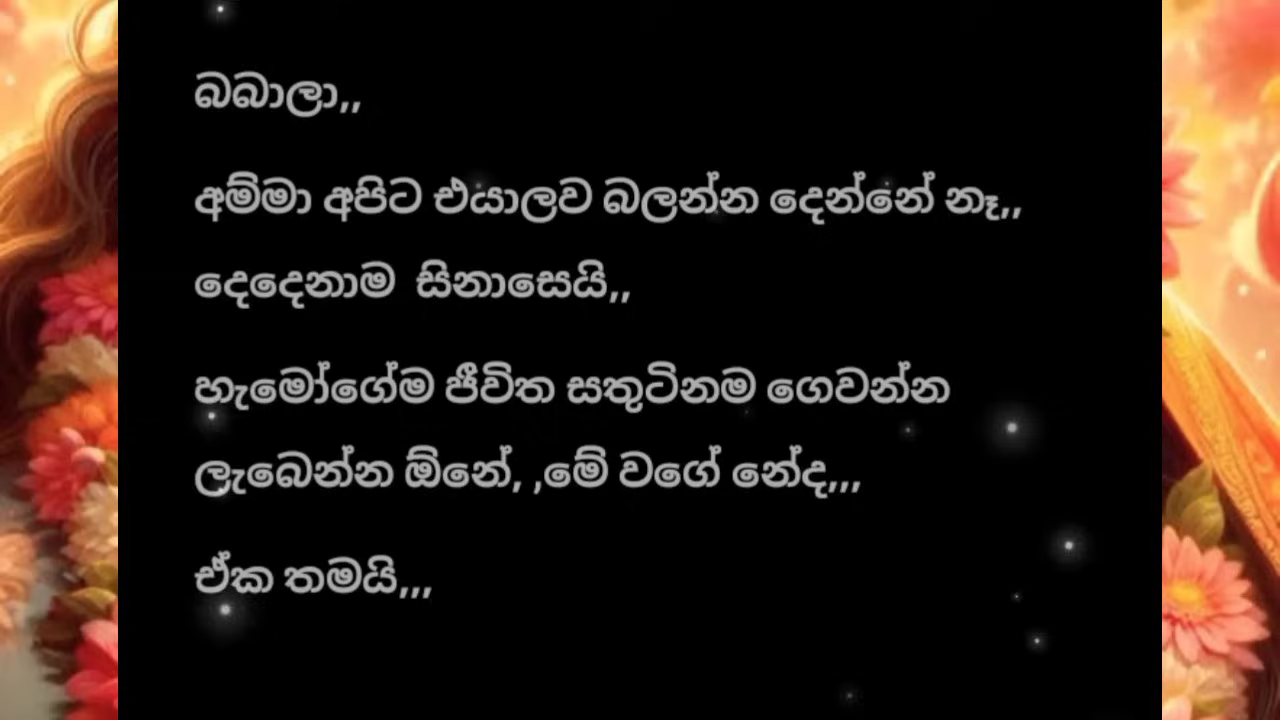 බබාලා,,
අම්මා අපිට එයාලව බලන්න දෙන්නේ නෑ,,
දෙදෙනාම සිනාසෙයි,,
හැමෝගේම ජීවිත සතුටිනම ගෙවන්න
ලැබෙන්න ඕනේ, ,මේ වගේ නේද,,,
ඒක තමයි,,,